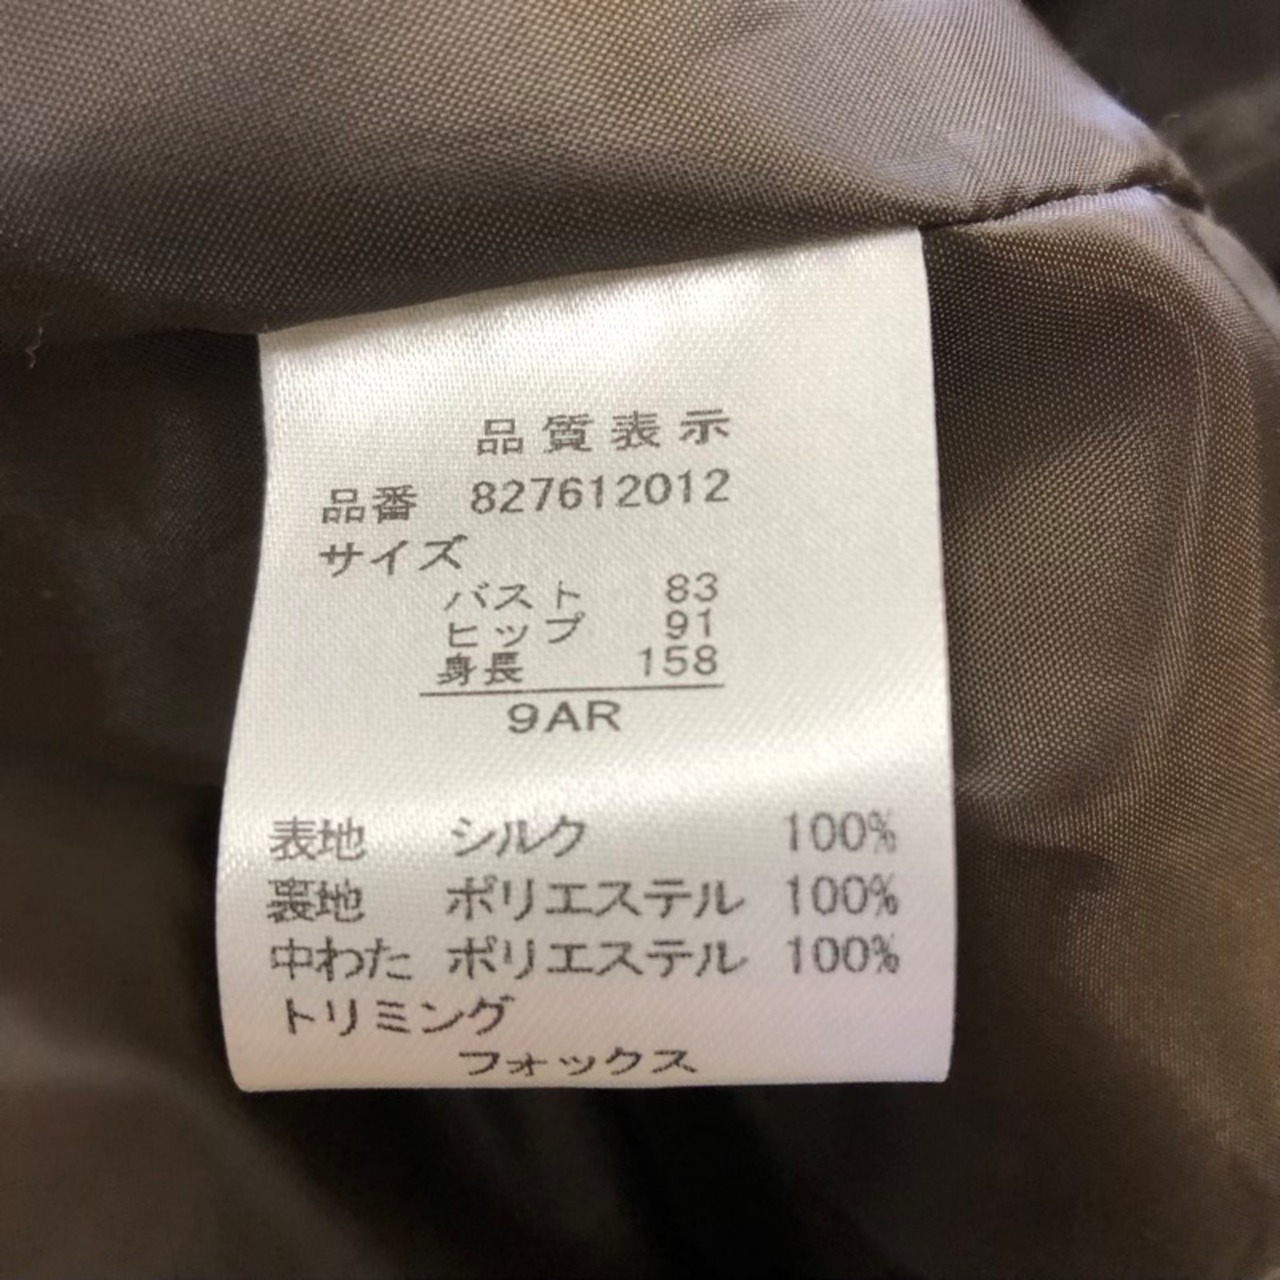 品質表示
品番 827612012
サイズ
バスト 83
ヒップ 91
身長 158
9AR
表地 シルク 100%
裏地 ポリエステル 100%
中わた ポリエステル 100%
トリミング
フォックス